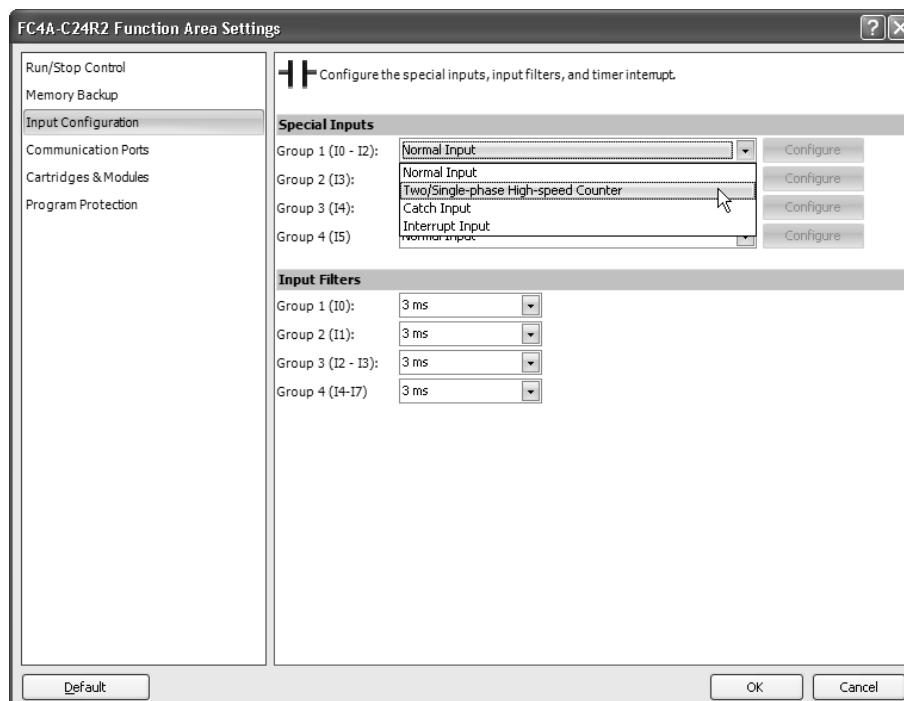 FC4A-C24R2 Function Area Settings
Run/Stop Control
Memory Backup
Input Configuration
Communication Ports
Cartridges & Modules
Program Protection
Configure the special inputs, input filters, and timer interrupt.
Special Inputs
Group 1 (I0 - I2): Normal Input Configure
Normal Input
Group 2 (I3): Two/Single-phase High-speed Counter Configure
Group 3 (I4): Catch Input Configure
Interrupt Input
Group 4 (I5) Normal Input Configure
Input Filters
Group 1 (I0): 3 ms
Group 2 (I1): 3 ms
Group 3 (I2 - I3): 3 ms
Group 4 (I4-I7) 3 ms
Default OK Cancel